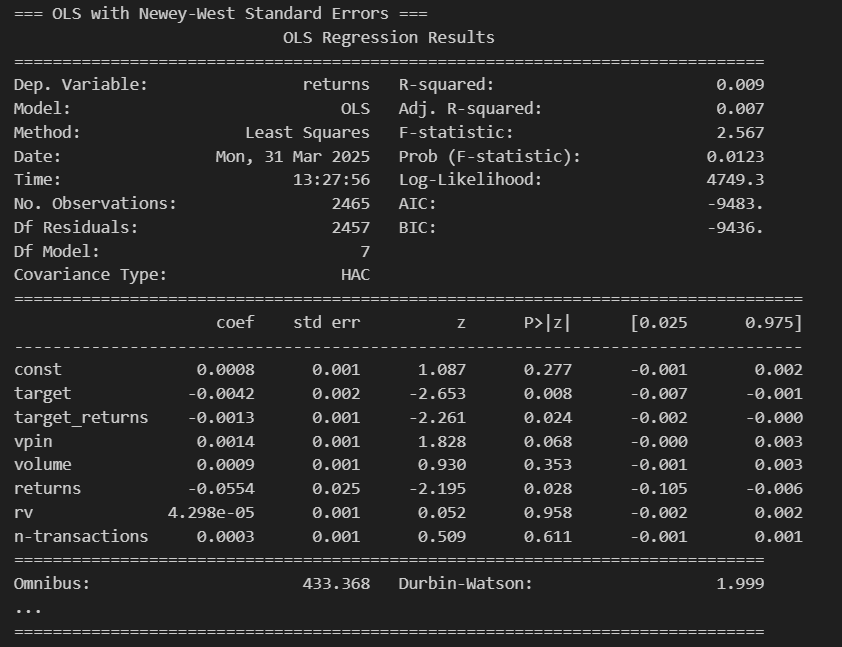 === OLS with Newey-West Standard Errors ===
                            OLS Regression Results
==============================================================================
Dep. Variable:                returns   R-squared:                       0.009
Model:                            OLS   Adj. R-squared:                  0.007
Method:                 Least Squares   F-statistic:                     2.567
Date:                Mon, 31 Mar 2025   Prob (F-statistic):             0.0123
Time:                        13:27:56   Log-Likelihood:                 4749.3
No. Observations:                2465   AIC:                            -9483.
Df Residuals:                    2457   BIC:                            -9436.
Df Model:                           7
Covariance Type:                  HAC
==================================================================================
                     coef    std err          z      P>|z|      [0.025      0.975]
----------------------------------------------------------------------------------
const              0.0008      0.001      1.087      0.277      -0.001       0.002
target            -0.0042      0.002     -2.653      0.008      -0.007      -0.001
target_returns    -0.0013      0.001     -2.261      0.024      -0.002      -0.000
vpin               0.0014      0.001      1.828      0.068      -0.000       0.003
volume             0.0009      0.001      0.930      0.353      -0.001       0.003
returns           -0.0554      0.025     -2.195      0.028      -0.105      -0.006
rv              4.298e-05      0.001      0.052      0.958      -0.002       0.002
n-transactions     0.0003      0.001      0.509      0.611      -0.001       0.001
==============================================================================
Omnibus:                      433.368   Durbin-Watson:                   1.999
...
==============================================================================